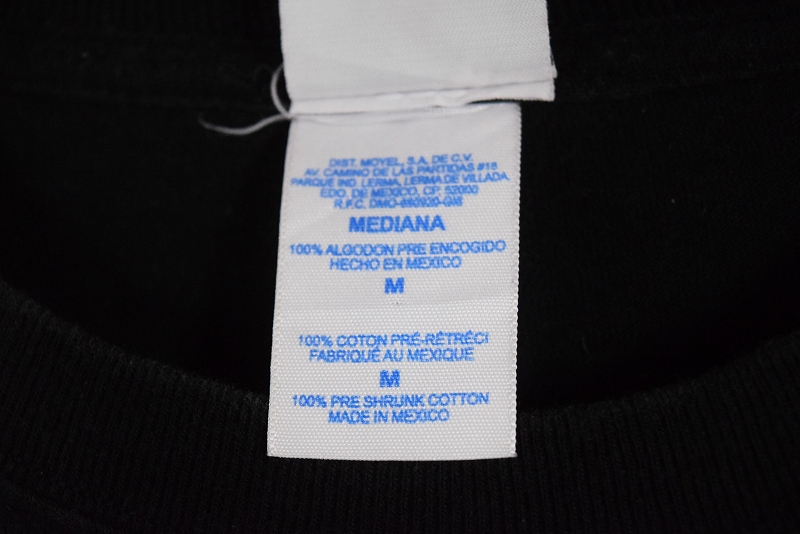 DIST. MOYEL, S.A. DE C.V.
AV. CAMINO DE LAS PARTIDAS #18
PARQUE IND. LERMA, LERMA DE VILLADA
EDO. DE MEXICO, CP. 52000
R.F.C.
MEDIANA
100% ALGODON PRE ENCOGIDO
HECHO EN MEXICO
M
100% COTON PRÉ-RÉTRÉCI
FABRIQUÉ AU MEXIQUE
M
100% PRE SHRUNK COTTON
MADE IN MEXICO